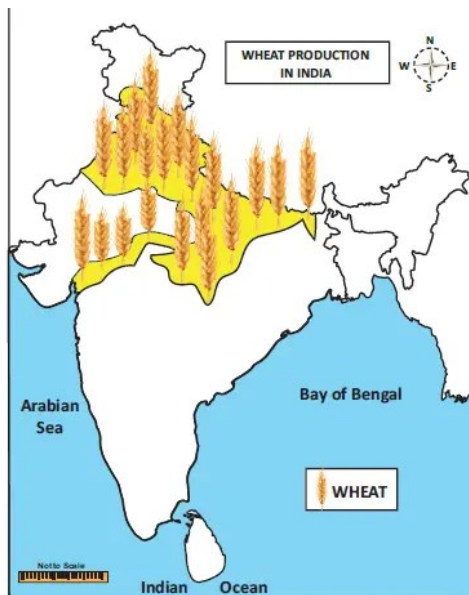 WHEAT PRODUCTION
IN INDIA
N
W
E
S
Arabian
Sea
Bay of Bengal
WHEAT
Not to Scale
Indian Ocean